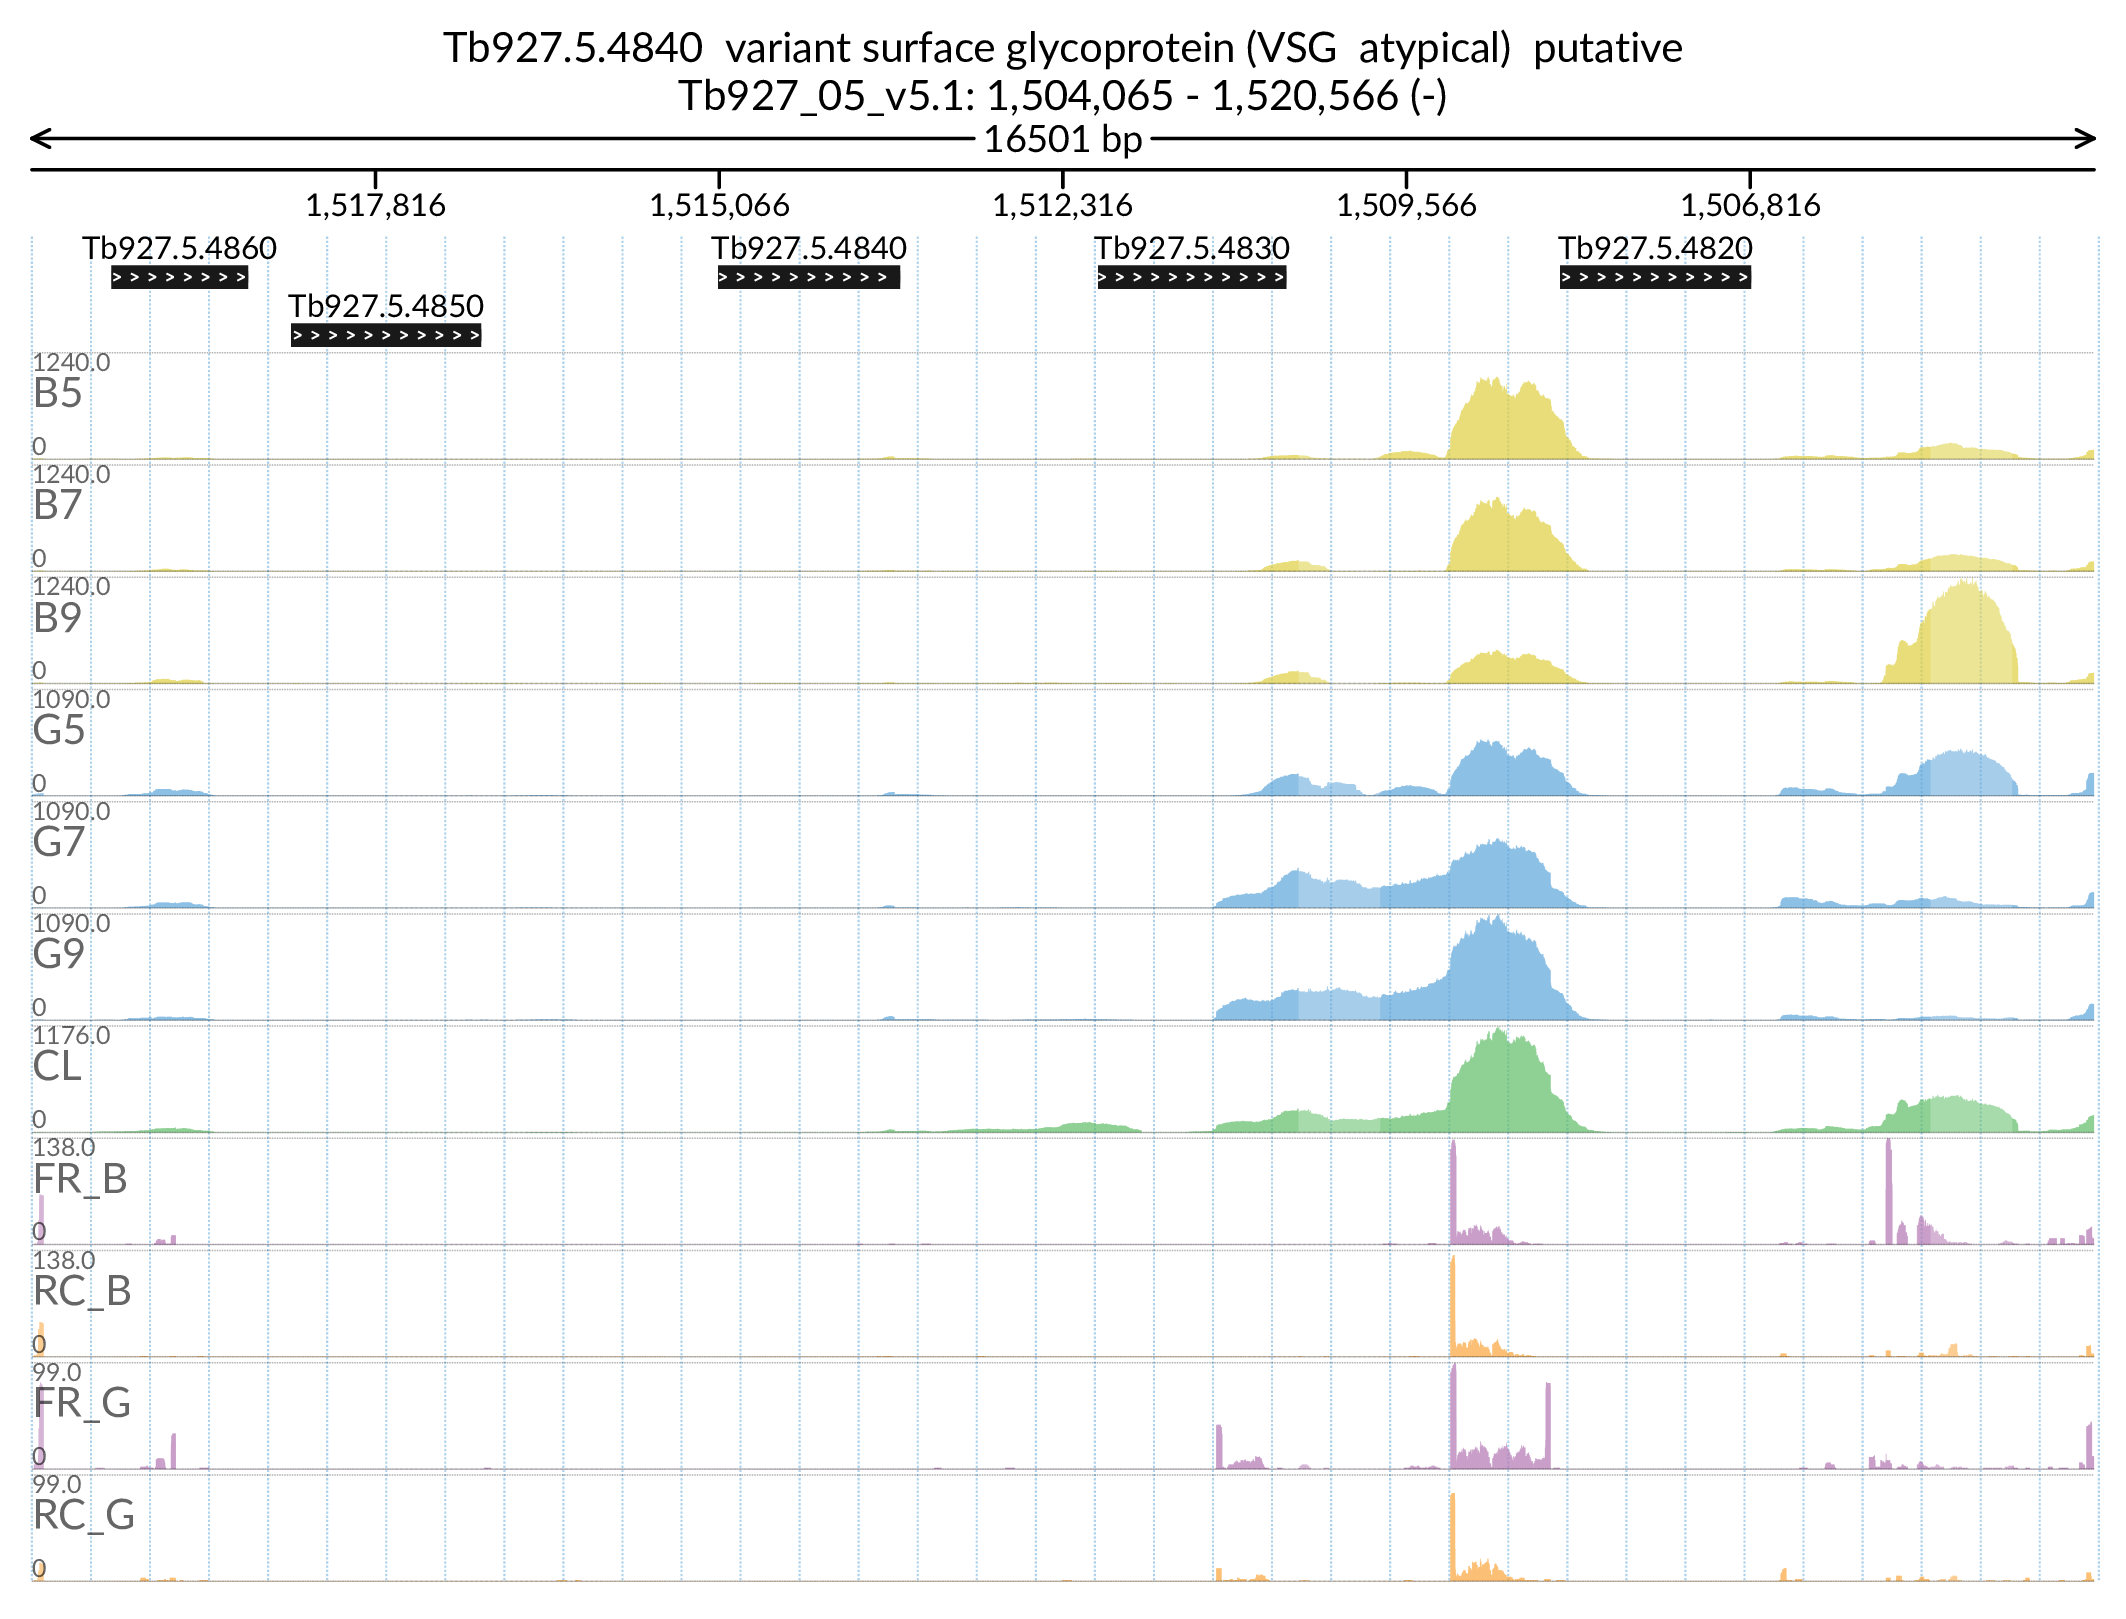 Tb927.5.4840  variant surface glycoprotein (VSG  atypical)  putative
Tb927_05_v5.1: 1,504,065 - 1,520,566 (-)
16501 bp
1,517,816 1,515,066 1,512,316 1,509,566 1,506,816
Tb927.5.4860 Tb927.5.4840 Tb927.5.4830 Tb927.5.4820
Tb927.5.4850
1240.0
B5
0
1240.0
B7
0
1240.0
B9
0
1090.0
G5
0
1090.0
G7
0
1090.0
G9
0
1176.0
CL
0
138.0
FR_B
0
138.0
RC_B
0
99.0
FR_G
0
99.0
RC_G
0